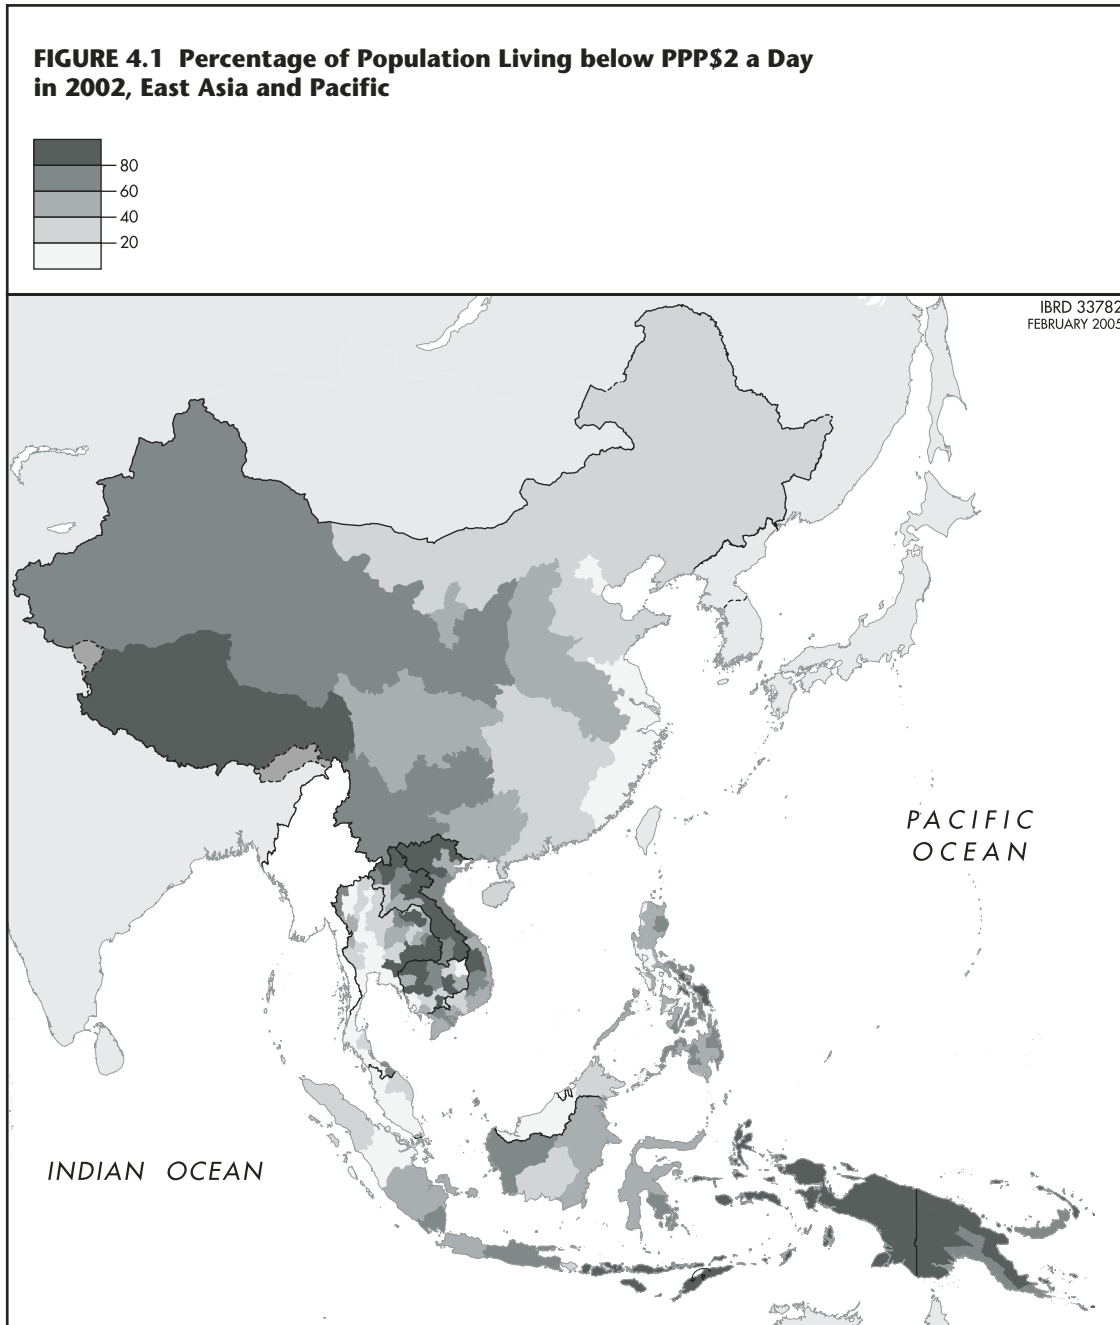 FIGURE 4.1 Percentage of Population Living below PPP$2 a Day
in 2002, East Asia and Pacific
80
60
40
20
IBRD 33782
FEBRUARY 2005
PACIFIC
OCEAN
INDIAN OCEAN